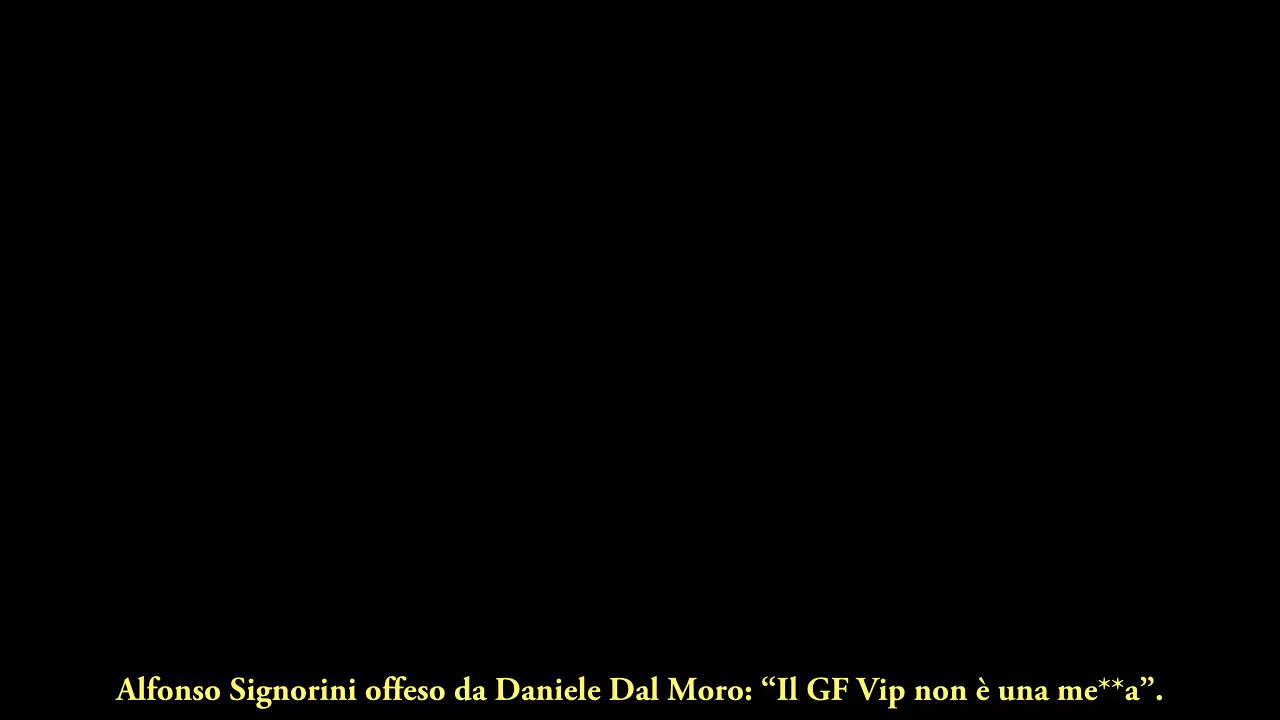 Alfonso Signorini offeso da Daniele Dal Moro: “Il GF Vip non è una me**a”.